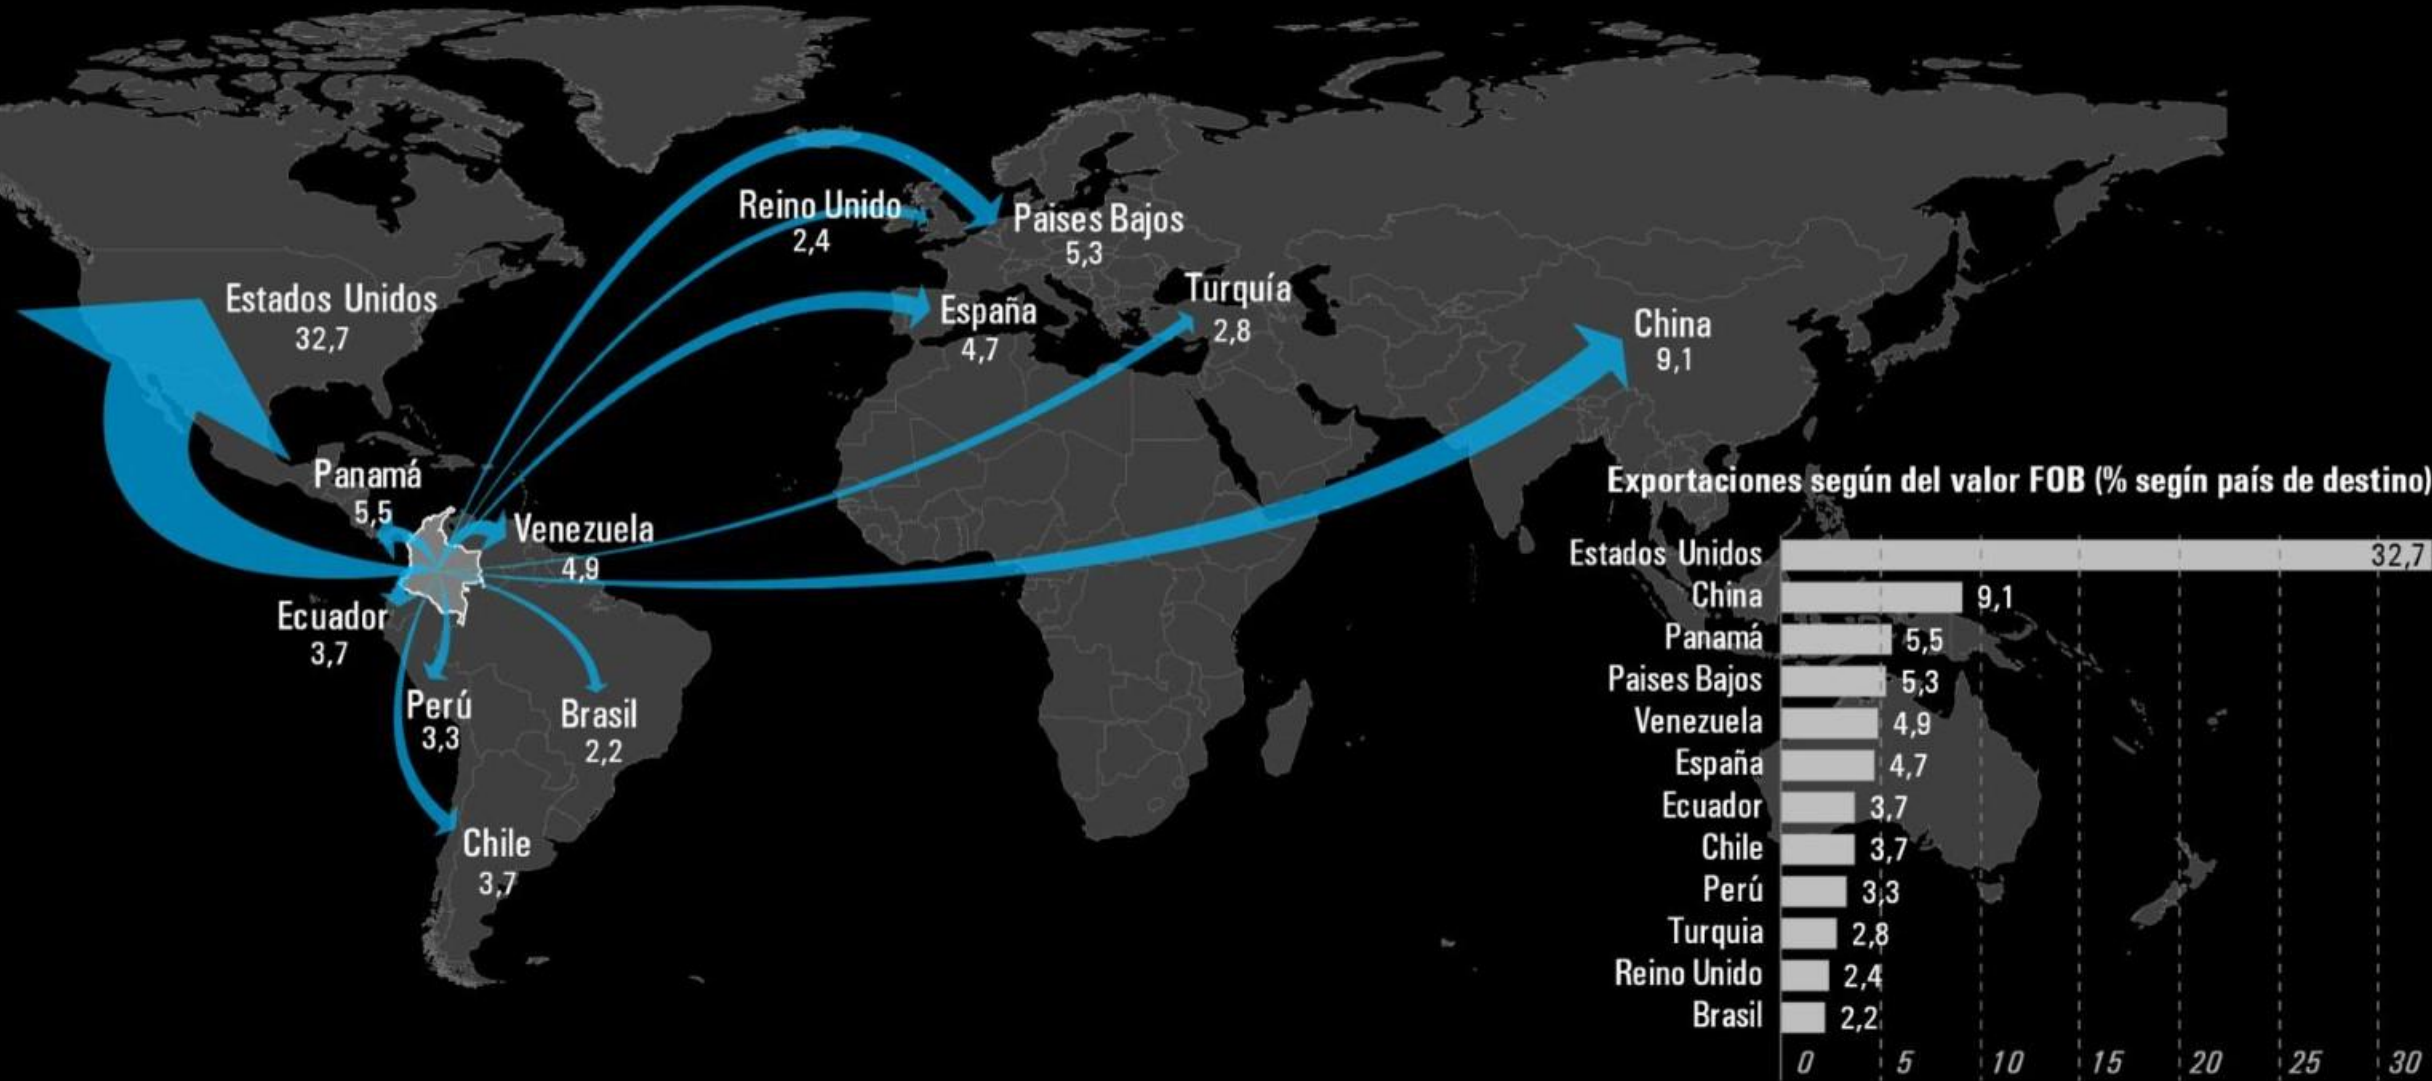 Reino Unido
2,4
Paises Bajos
5,3
Estados Unidos
32,7
España
4,7
Turquía
2,8
China
9,1
Panamá
5,5
Venezuela
4,9
Ecuador
3,7
Perú
3,3
Brasil
2,2
Chile
3,7
Exportaciones según del valor FOB (% segín país de destino)
Estados Unidos 32,7
China 9,1
Panamá 5,5
Paises Bajos 5,3
Venezuela 4,9
España 4,7
Ecuador 3,7
Chile 3,7
Perú 3,3
Turquia 2,8
Reino Unido 2,4
Brasil 2,2
0 5 10 15 20 25 30